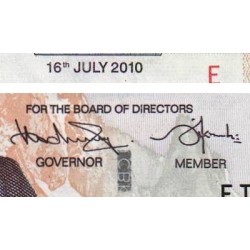 16th JULY 2010
E
FOR THE BOARD OF DIRECTORS
GOVERNOR MEMBER